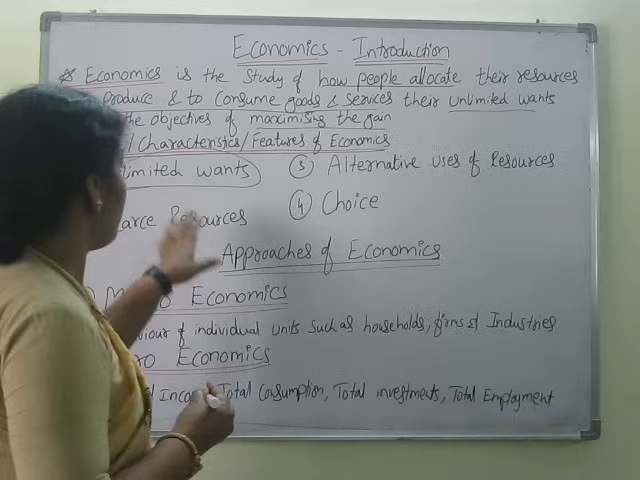 Economics - Introduction
* Economics is the study of how people allocate their resources
produce & to consume goods & services their unlimited wants
the objectives of maximising the gain
/ Characteristics/Features of Economics
limited wants ③ Alternative uses of Resources
Resources ④ Choice
Approaches of Economics
Economics
of individual units such as households, firms & Industries
Economics
Total Consumption, Total investments, Total Employment